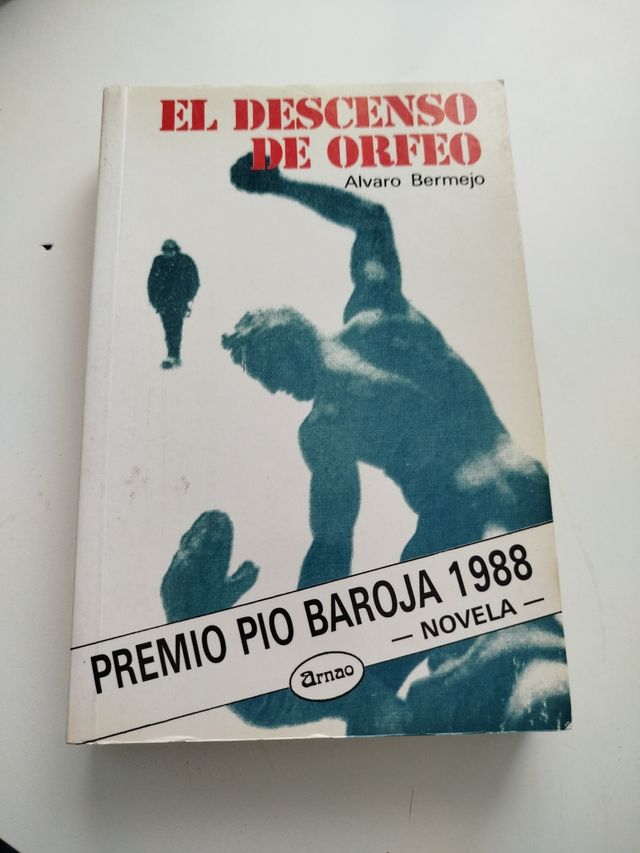 EL DESCENSO
DE ORFEO
Alvaro Bermejo
PREMIO PIO BAROJA 1988
— NOVELA —
arnao